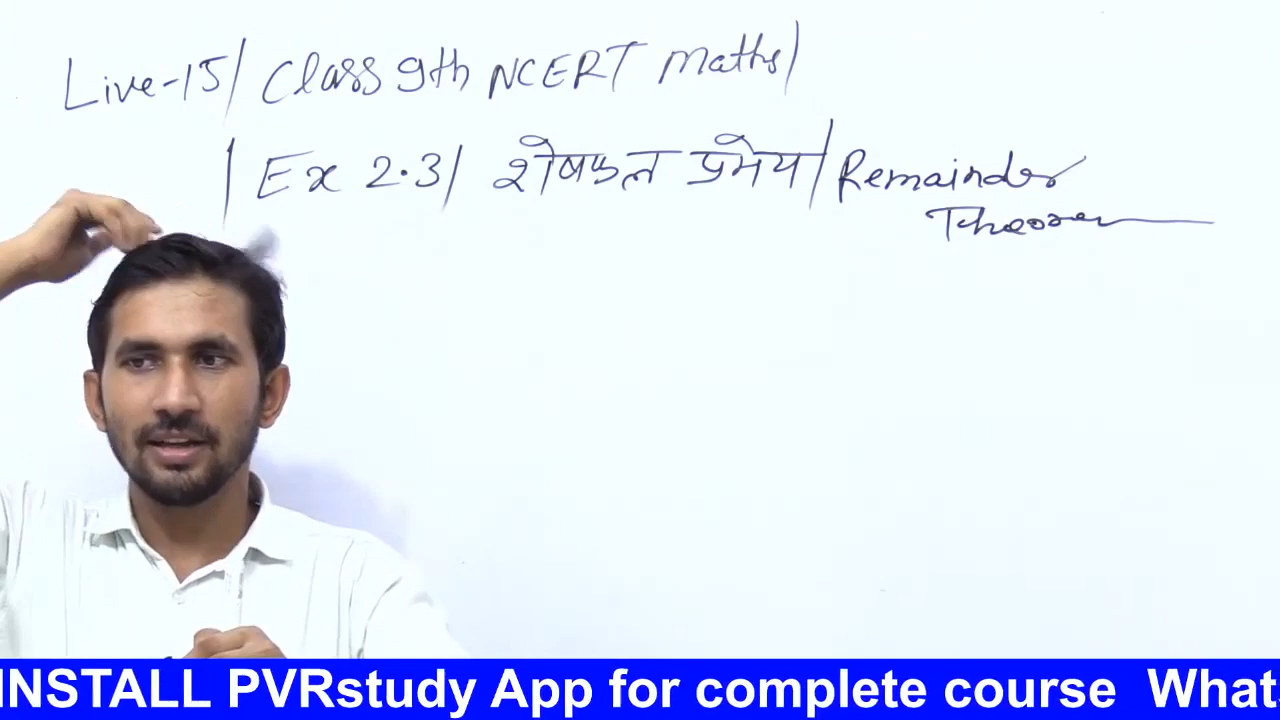 Live-15/ Class 9th NCERT Maths/
/ Ex 2.3/ शेषफल प्रमेय/ Remainder
Theorem
INSTALL PVRstudy App for complete course What